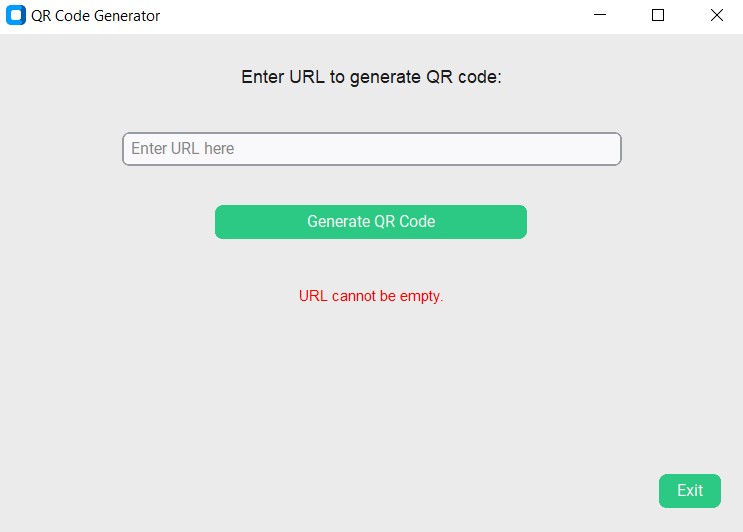 QR Code Generator
Enter URL to generate QR code:
Enter URL here
Generate QR Code
URL cannot be empty.
Exit